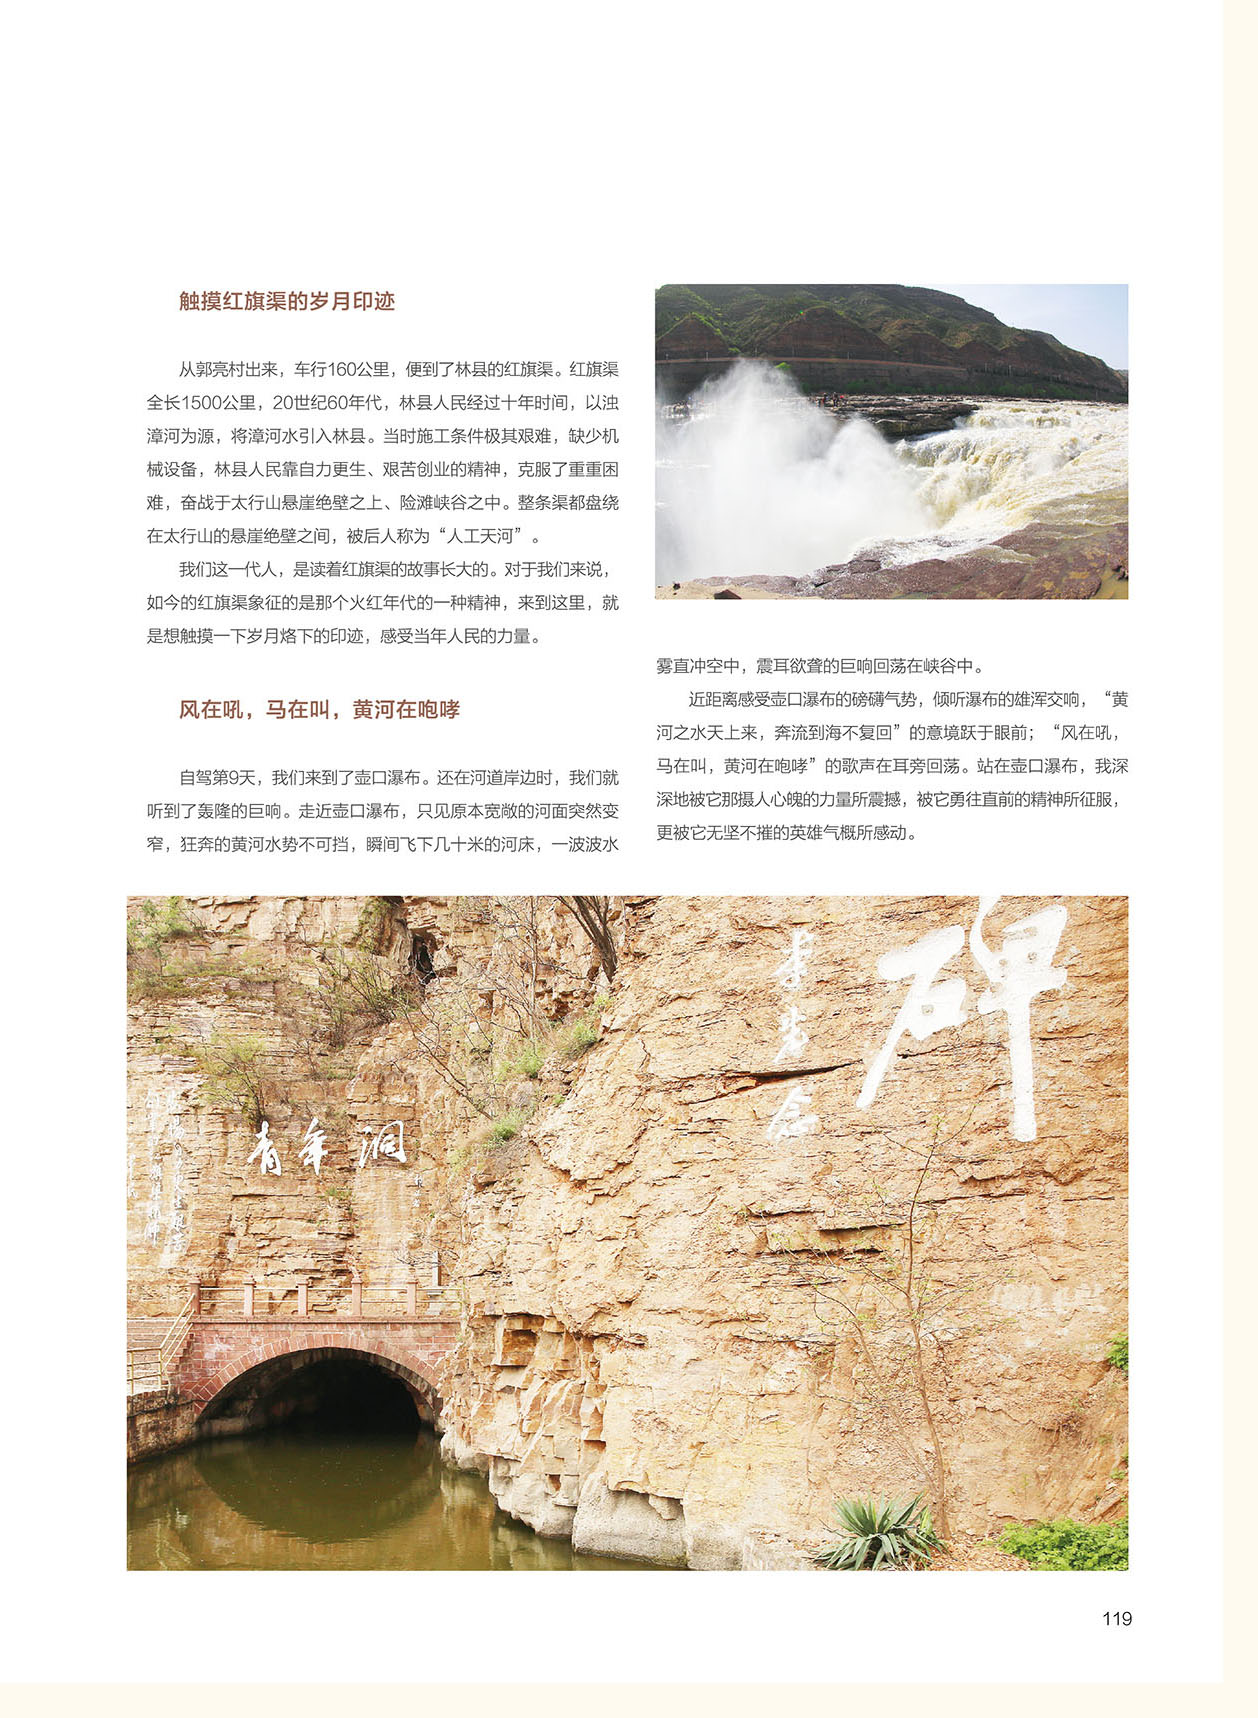 触摸红旗渠的岁月印迹
从郭亮村出来，车行160公里，便到了林县的红旗渠。红旗渠
全长1500公里，20世纪60年代，林县人民经过十年时间，以浊
漳河为源，将漳河水引入林县。当时施工条件极其艰难，缺少机
械设备，林县人民靠自力更生、艰苦创业的精神，克服了重重困
难，奋战于太行山悬崖绝壁之上、险滩峡谷之中。整条渠都盘绕
在太行山的悬崖绝壁之间，被后人称为“人工天河”。
我们这一代人，是读着红旗渠的故事长大的。对于我们来说，
如今的红旗渠象征的是那个火红年代的一种精神，来到这里，就
是想触摸一下岁月烙下的印迹，感受当年人民的力量。
风在吼，马在叫，黄河在咆哮
自驾第9天，我们来到了壶口瀑布。还在河道岸边时，我们就
听到了轰隆的巨响。走近壶口瀑布，只见原本宽敞的河面突然变
窄，狂奔的黄河水势不可挡，瞬间飞下几十米的河床，一波波水
雾直冲空中，震耳欲聋的巨响回荡在峡谷中。
近距离感受壶口瀑布的磅礴气势，倾听瀑布的雄浑交响，“黄
河之水天上来，奔流到海不复回”的意境跃于眼前；“风在吼，
马在叫，黄河在咆哮”的歌声在耳旁回荡。站在壶口瀑布，我深
深地被它那摄人心魄的力量所震撼，被它勇往直前的精神所征服，
更被它无坚不摧的英雄气概所感动。
碑
青年洞
119